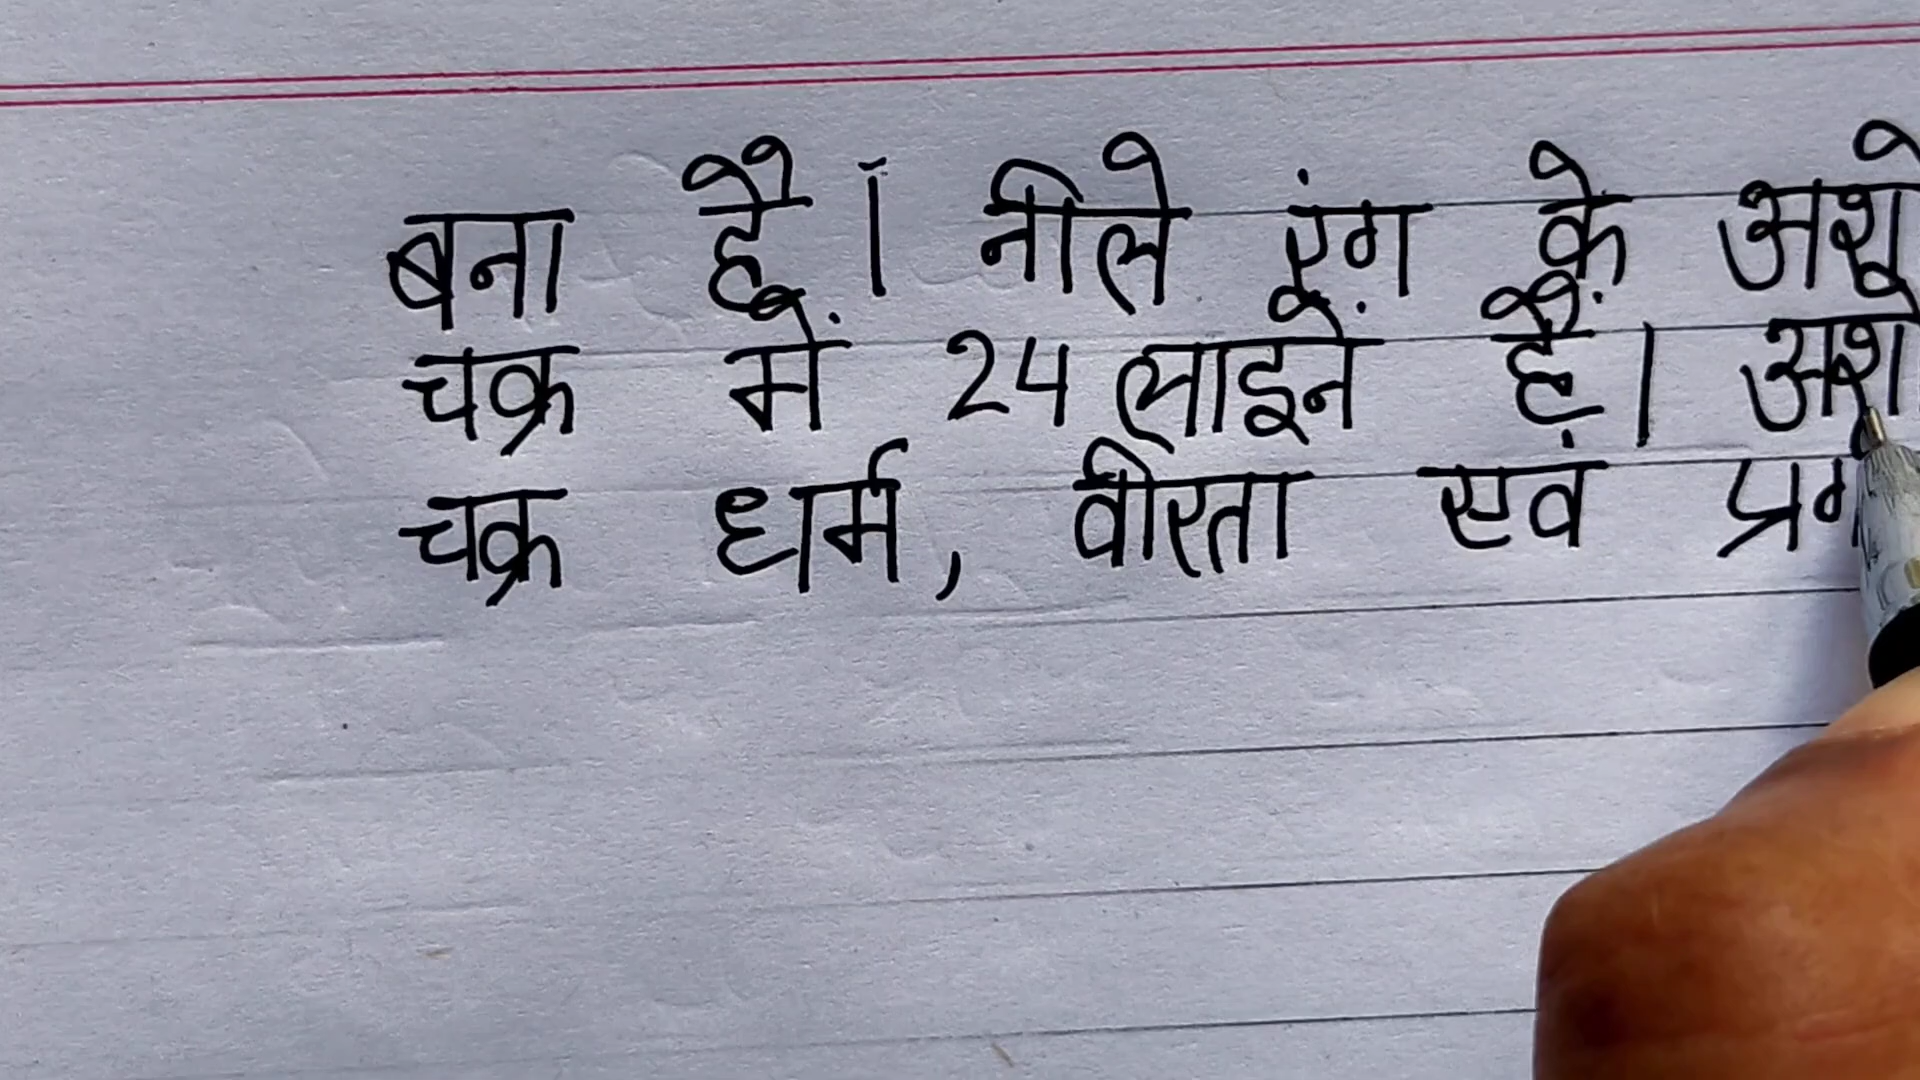 बना है। नीले रंग के
चक्र में 24 लाइनें हैं।
चक्र धर्म, वीरता एवं